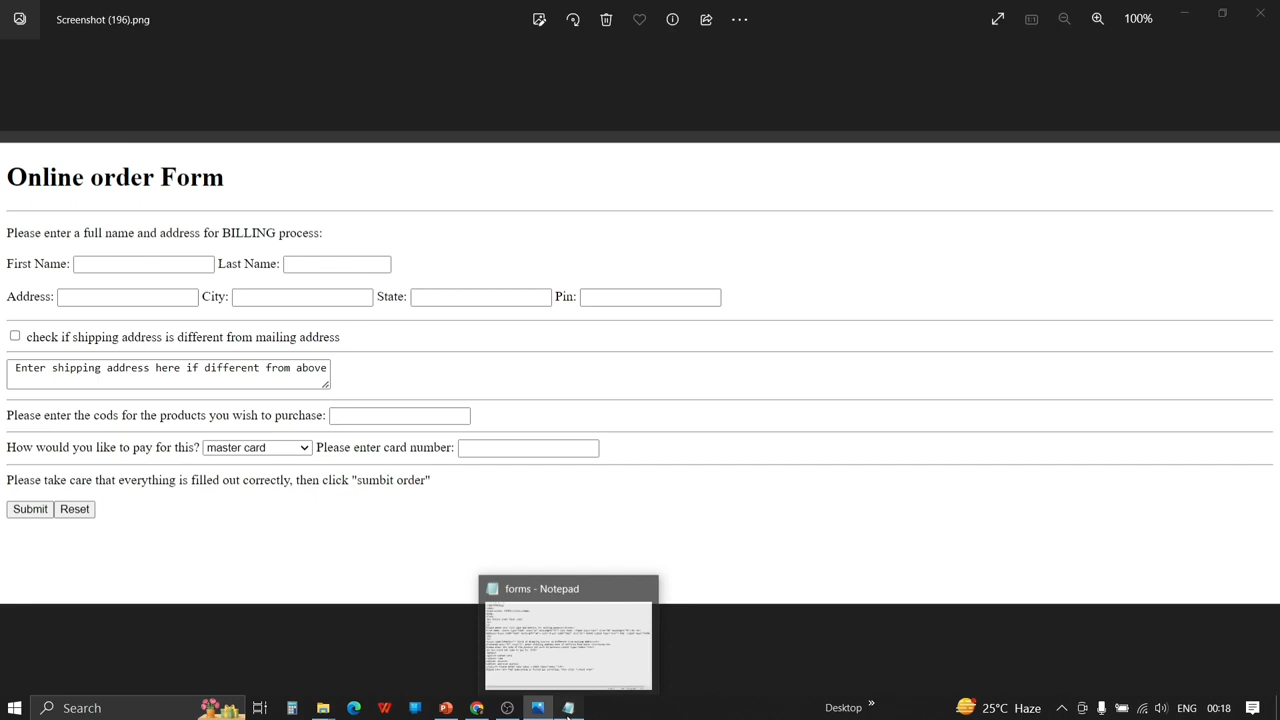 Screenshot (196).png
100%
Online order Form
Please enter a full name and address for BILLING process:
First Name: Last Name:
Address: City: State: Pin:
check if shipping address is different from mailing address
Enter shipping address here if different from above
Please enter the cods for the products you wish to purchase:
How would you like to pay for this? master card Please enter card number:
Please take care that everything is filled out correctly, then click "sumbit order"
Submit Reset
forms - Notepad
Search
Desktop
25°C Haze
ENG
00:18